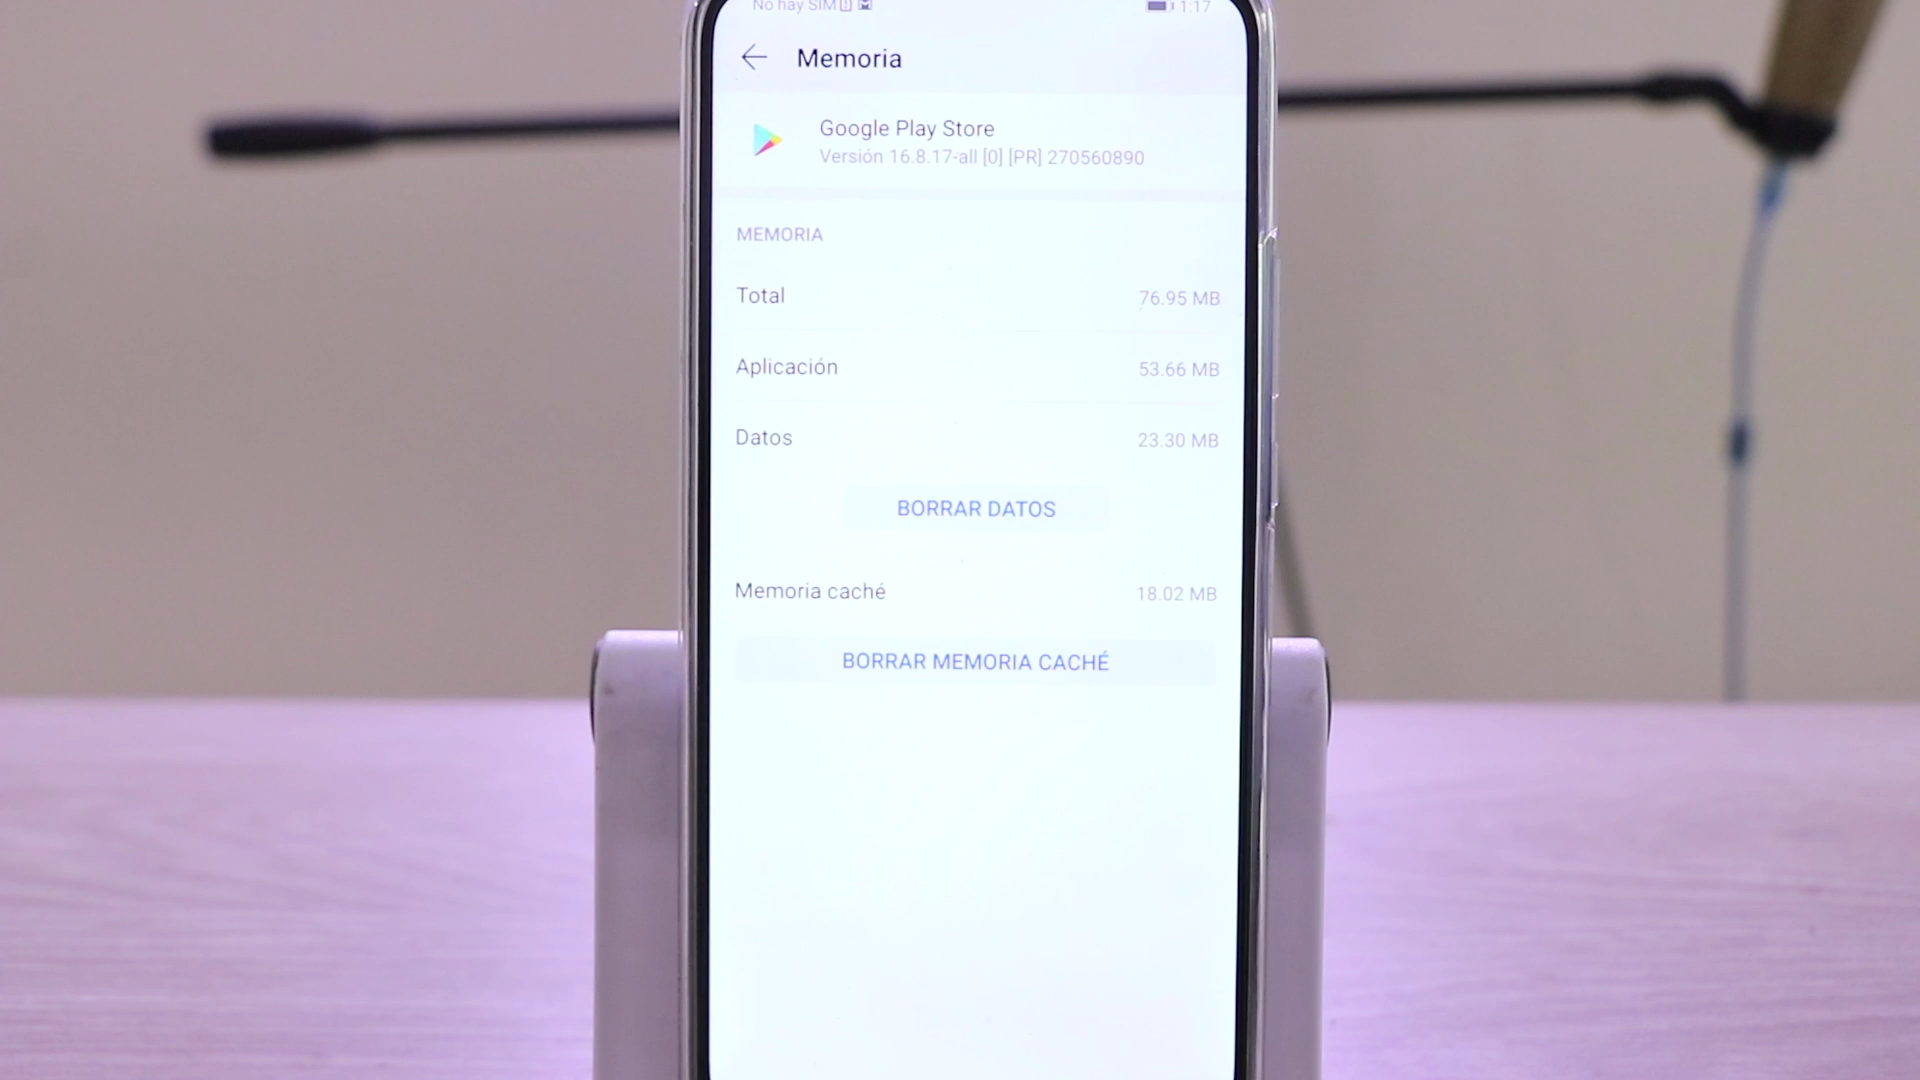 No hay SIM
1:17
Memoria
Google Play Store
Versión 16.8.17-all [0] [PR] 270560890
MEMORIA
Total 76.95 MB
Aplicación 53.66 MB
Datos 23.30 MB
BORRAR DATOS
Memoria caché 18.02 MB
BORRAR MEMORIA CACHÉ